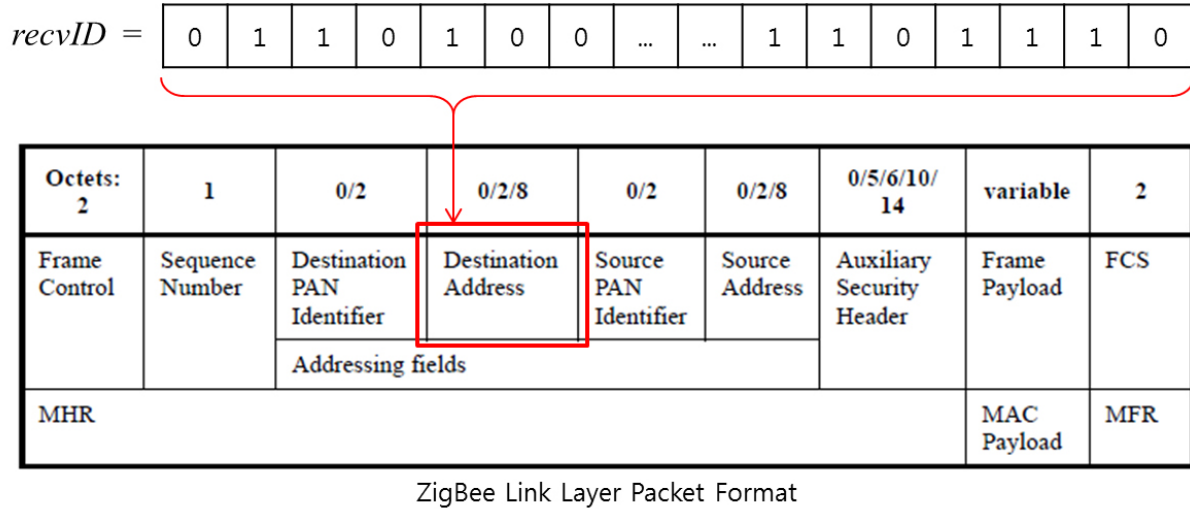 recvID = 0 1 1 0 1 0 0 ... ... 1 1 0 1 1 1 0
Octets: 2 1 0/2 0/2/8 0/2 0/2/8 0/5/6/10/14 variable 2
Frame Control Sequence Number Destination PAN Identifier Destination Address Source PAN Identifier Source Address Auxiliary Security Header Frame Payload FCS
Addressing fields
MHR MAC Payload MFR
ZigBee Link Layer Packet Format